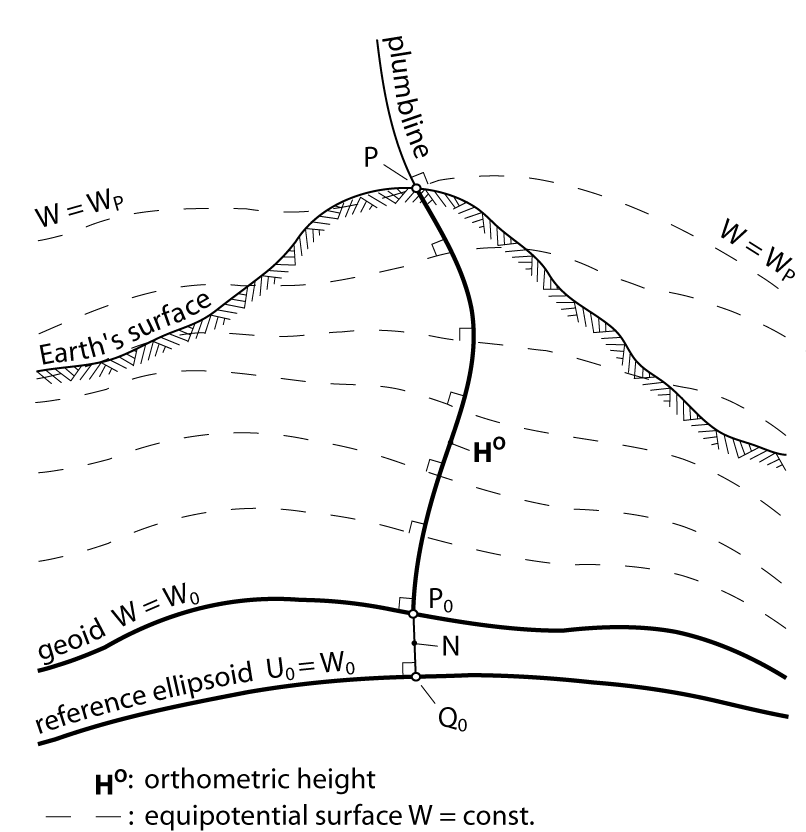 plumbline
P
W = WP
W = WP
Earth's surface
Hᴼ
geoid W = W₀
P₀
N
reference ellipsoid U₀ = W₀
Q₀
Hᴼ: orthometric height
— —: equipotential surface W = const.